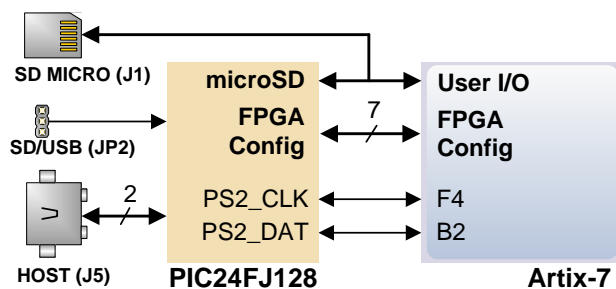 SD MICRO (J1)
microSD
User I/O
SD/USB (JP2)
FPGA
Config
7
FPGA
Config
HOST (J5)
2
PS2_CLK
F4
PS2_DAT
B2
PIC24FJ128
Artix-7